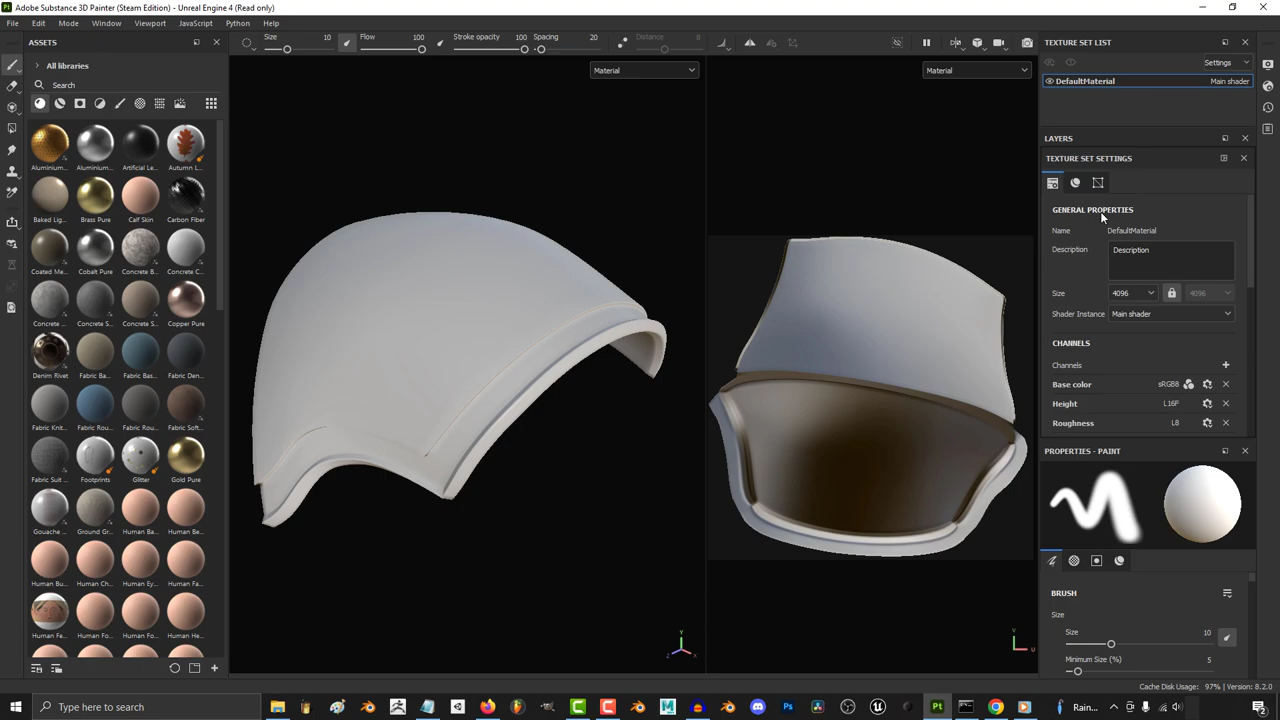 Adobe Substance 3D Painter (Steam Edition) - Unreal Engine 4 (Read only)
File Edit Mode Window Viewport JavaScript Python Help
Size 10 Flow 100 Stroke opacity 100 Spacing 20 Distance 8
ASSETS
All libraries
Search
Material
Material
Aluminium... Aluminium... Artificial Le... Autumn L...
Baked Lig... Brass Pure Calf Skin Carbon Fiber
Coated Me... Cobalt Pure Concrete B... Concrete C...
Concrete ... Concrete S... Concrete S... Copper Pure
Denim Rivet Fabric Ba... Fabric Bas... Fabric Den...
Fabric Knit... Fabric Rou... Fabric Rou... Fabric Soft...
Fabric Suit ... Footprints Glitter Gold Pure
Gouache ... Ground Gr... Human Ba... Human Be...
Human Bu... Human Ch... Human Ey... Human Fa...
Human Fe... Human Fo... Human Fo... Human He...
TEXTURE SET LIST
Settings
DefaultMaterial Main shader
LAYERS
TEXTURE SET SETTINGS
GENERAL PROPERTIES
Name DefaultMaterial
Description Description
Size 4096 4096
Shader Instance Main shader
CHANNELS
Channels
Base color sRGB8
Height L16F
Roughness L8
PROPERTIES - PAINT
BRUSH
Size
Size 10
Minimum Size (%) 5
Y
Z X
V
U
Cache Disk Usage: 97% | Version: 8.2.0
Type here to search
Rain...